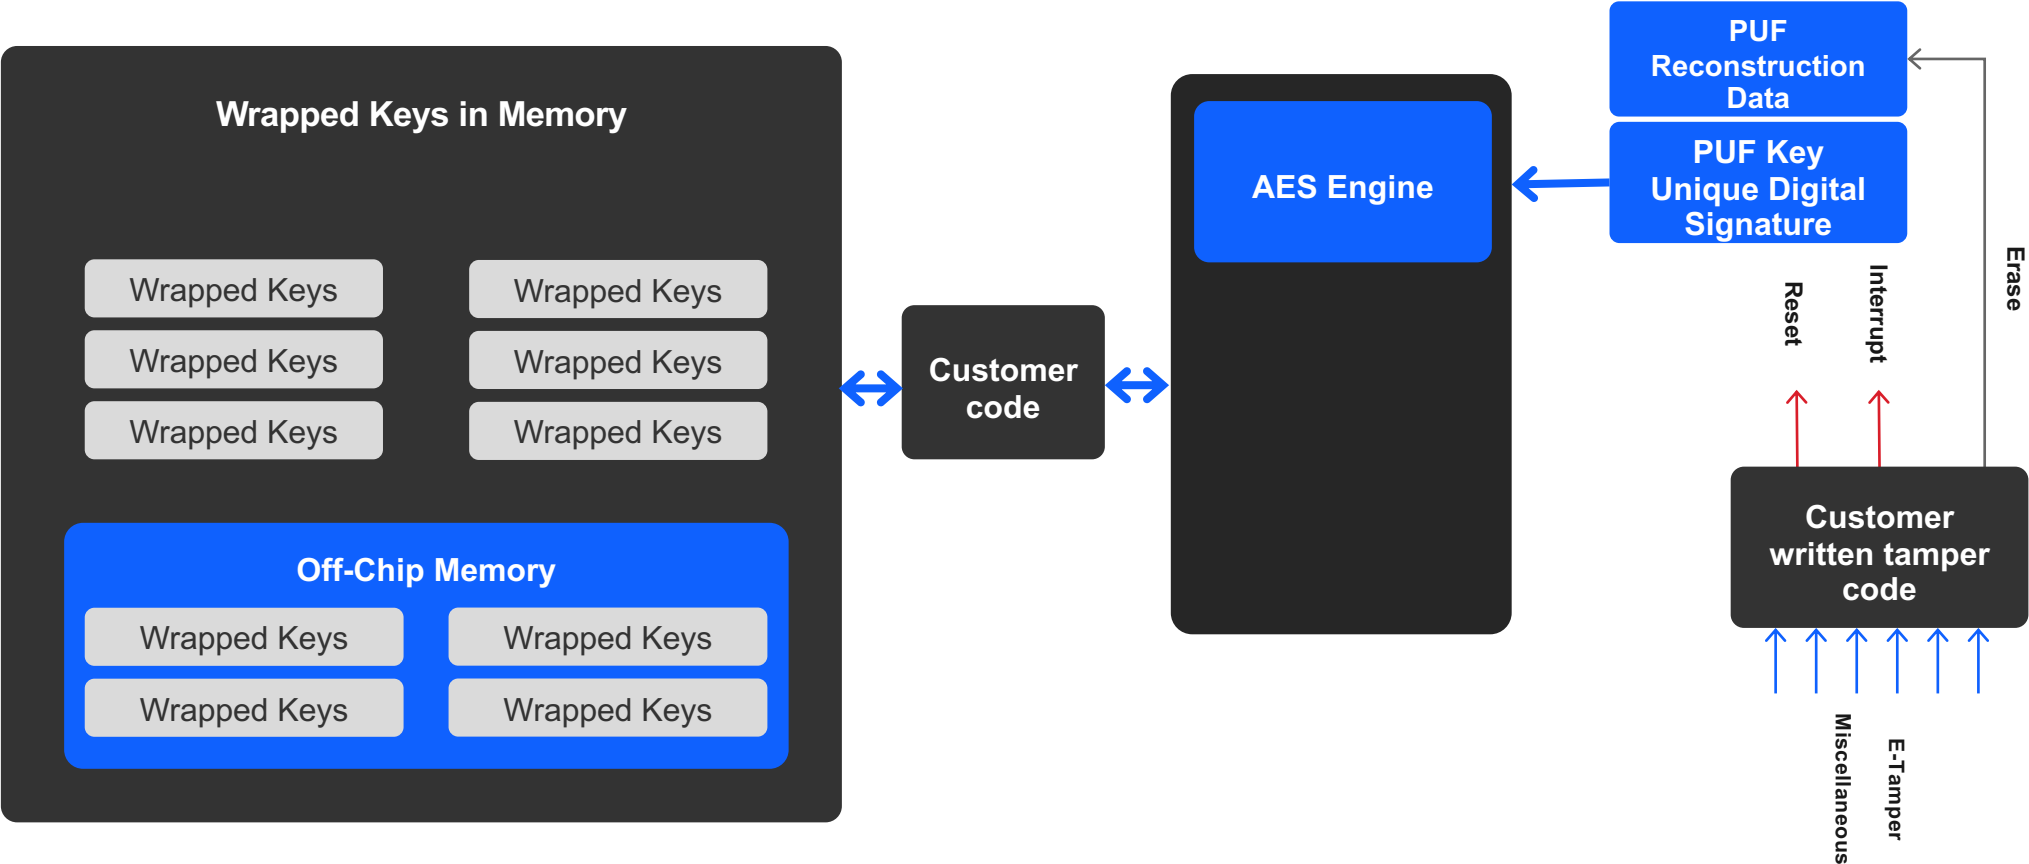 Wrapped Keys in Memory
Wrapped Keys
Wrapped Keys
Wrapped Keys
Wrapped Keys
Wrapped Keys
Wrapped Keys
Off-Chip Memory
Wrapped Keys
Wrapped Keys
Wrapped Keys
Wrapped Keys
Customer
code
AES Engine
PUF
Reconstruction
Data
PUF Key
Unique Digital
Signature
Reset
Interrupt
Erase
Customer
written tamper
code
Miscellaneous
E-Tamper